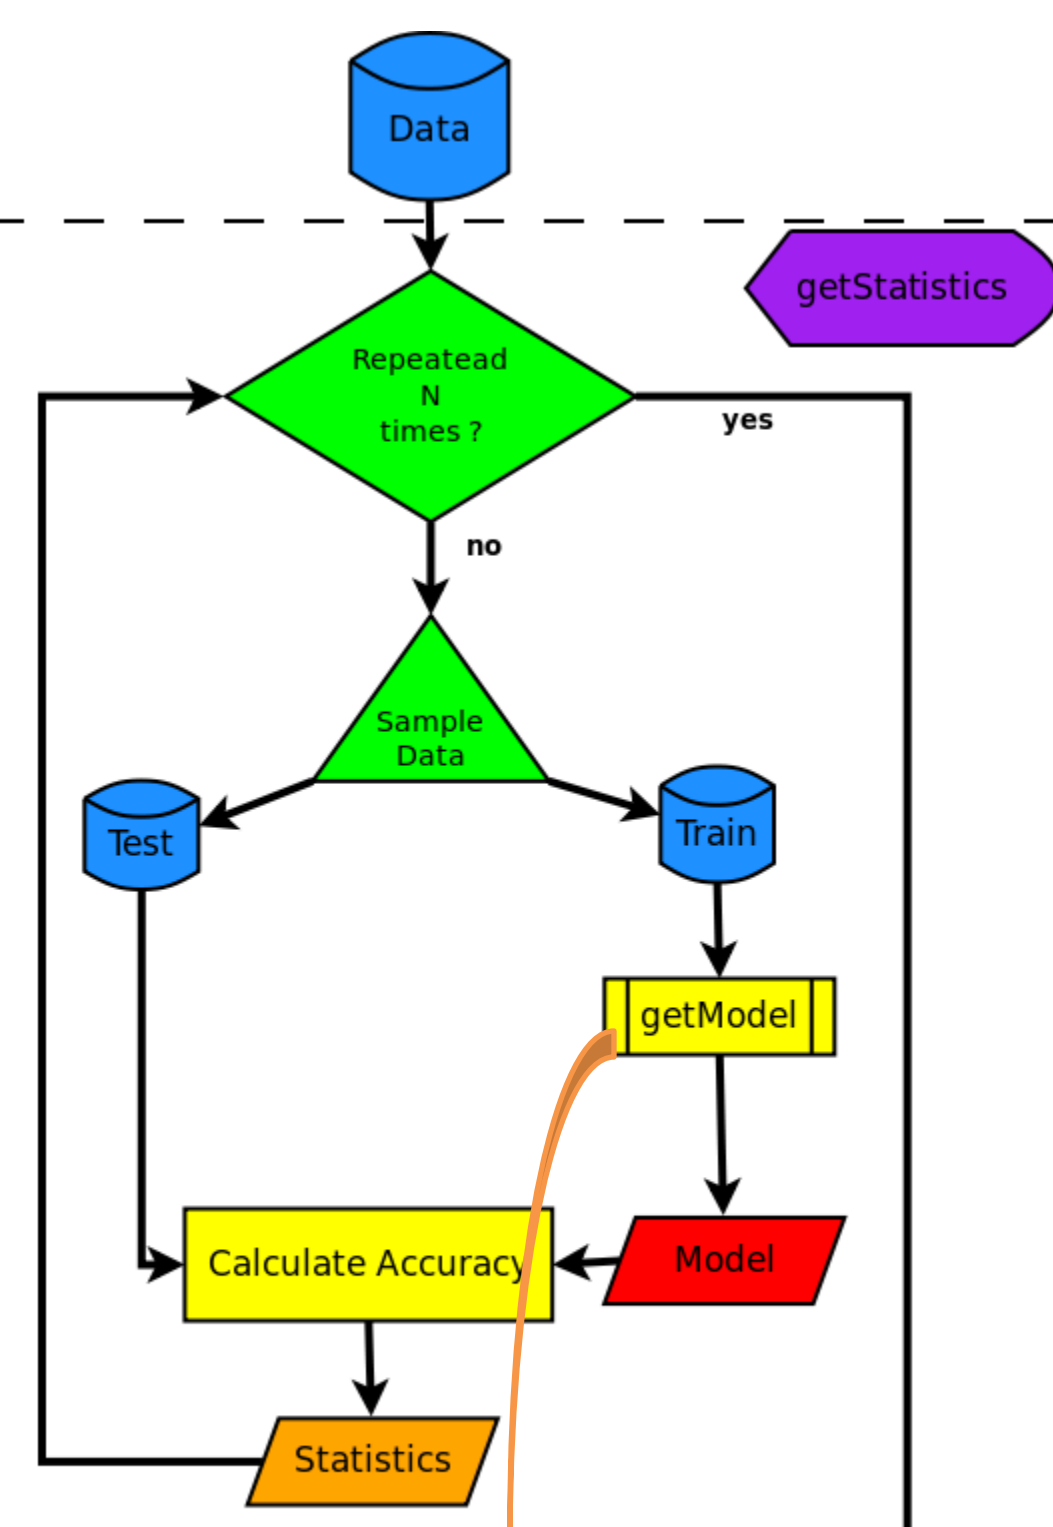 Data
getStatistics
Repeatead
N
times ?
yes
no
Sample
Data
Test
Train
getModel
Calculate Accuracy
Model
Statistics